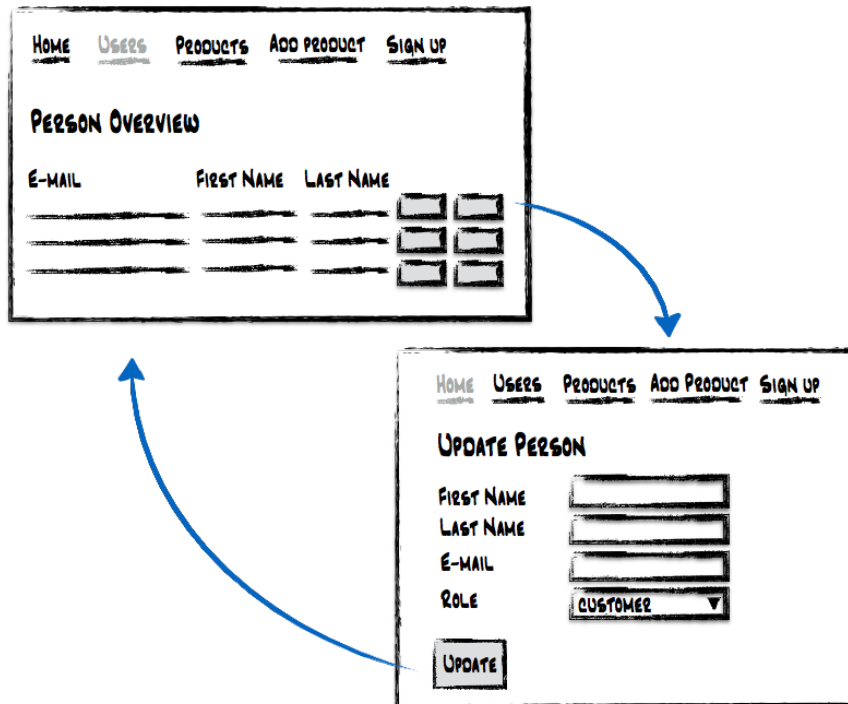 Home Users Products Add product Sign up
Person Overview
E-mail First Name Last Name
Home Users Products Add Product Sign up
Update Person
First Name
Last Name
E-mail
Role customer
Update